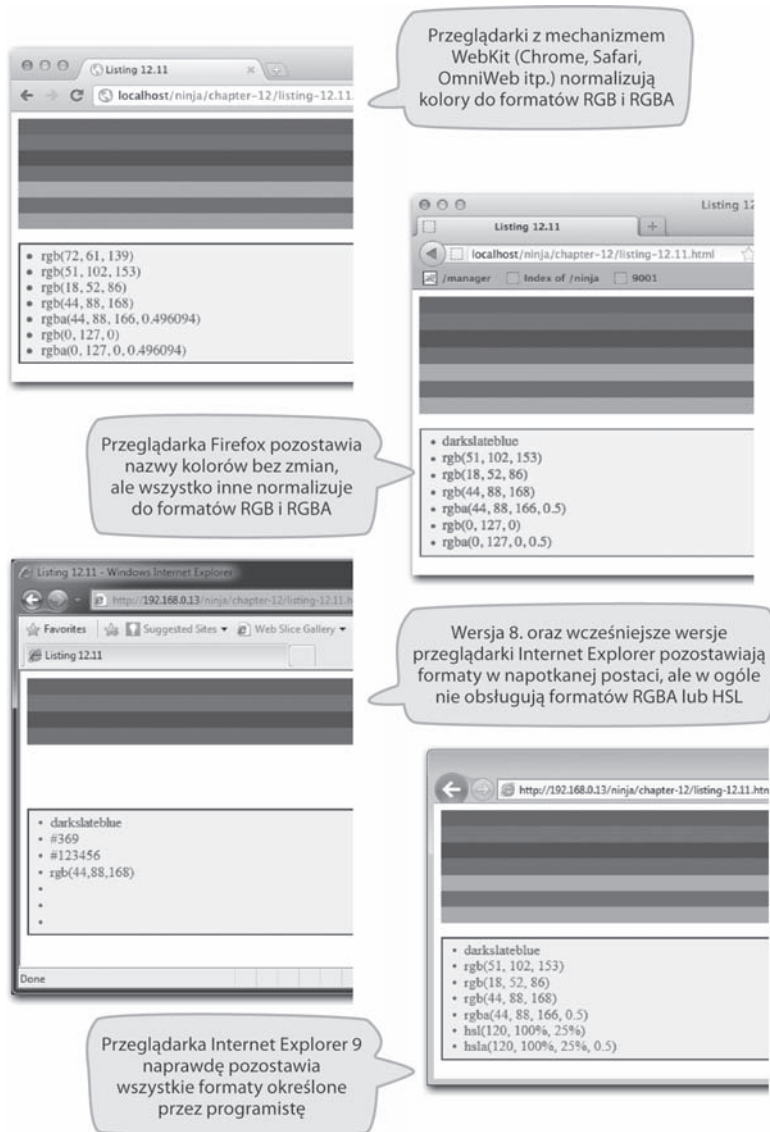 Przeglądarki z mechanizmem
WebKit (Chrome, Safari,
OmniWeb itp.) normalizują
kolory do formatów RGB i RGBA
Listing 12.11
localhost/ninja/chapter-12/listing-12.11.
• rgb(72, 61, 139)
• rgb(51, 102, 153)
• rgb(18, 52, 86)
• rgb(44, 88, 168)
• rgba(44, 88, 166, 0.496094)
• rgb(0, 127, 0)
• rgba(0, 127, 0, 0.496094)
Listing 12
Listing 12.11
localhost/ninja/chapter-12/listing-12.11.html
/manager Index of /ninja 9001
• darkslateblue
• rgb(51, 102, 153)
• rgb(18, 52, 86)
• rgb(44, 88, 168)
• rgba(44, 88, 166, 0.5)
• rgb(0, 127, 0)
• rgba(0, 127, 0, 0.5)
Przeglądarka Firefox pozostawia
nazwy kolorów bez zmian,
ale wszystko inne normalizuje
do formatów RGB i RGBA
Listing 12.11 - Windows Internet Explorer
http://192.168.0.13/ninja/chapter-12/listing-12.11.h
Favorites Suggested Sites Web Slice Gallery
Listing 12.11
• darkslateblue
• #369
• #123456
• rgb(44,88,168)
•
•
•
Done
Wersja 8. oraz wcześniejsze wersje
przeglądarki Internet Explorer pozostawiają
formaty w napotkanej postaci, ale w ogóle
nie obsługują formatów RGBA lub HSL
http://192.168.0.13/ninja/chapter-12/listing-12.11.htn
• darkslateblue
• rgb(51, 102, 153)
• rgb(18, 52, 86)
• rgb(44, 88, 168)
• rgba(44, 88, 166, 0.5)
• hsl(120, 100%, 25%)
• hsla(120, 100%, 25%, 0.5)
Przeglądarka Internet Explorer 9
naprawdę pozostawia
wszystkie formaty określone
przez programistę